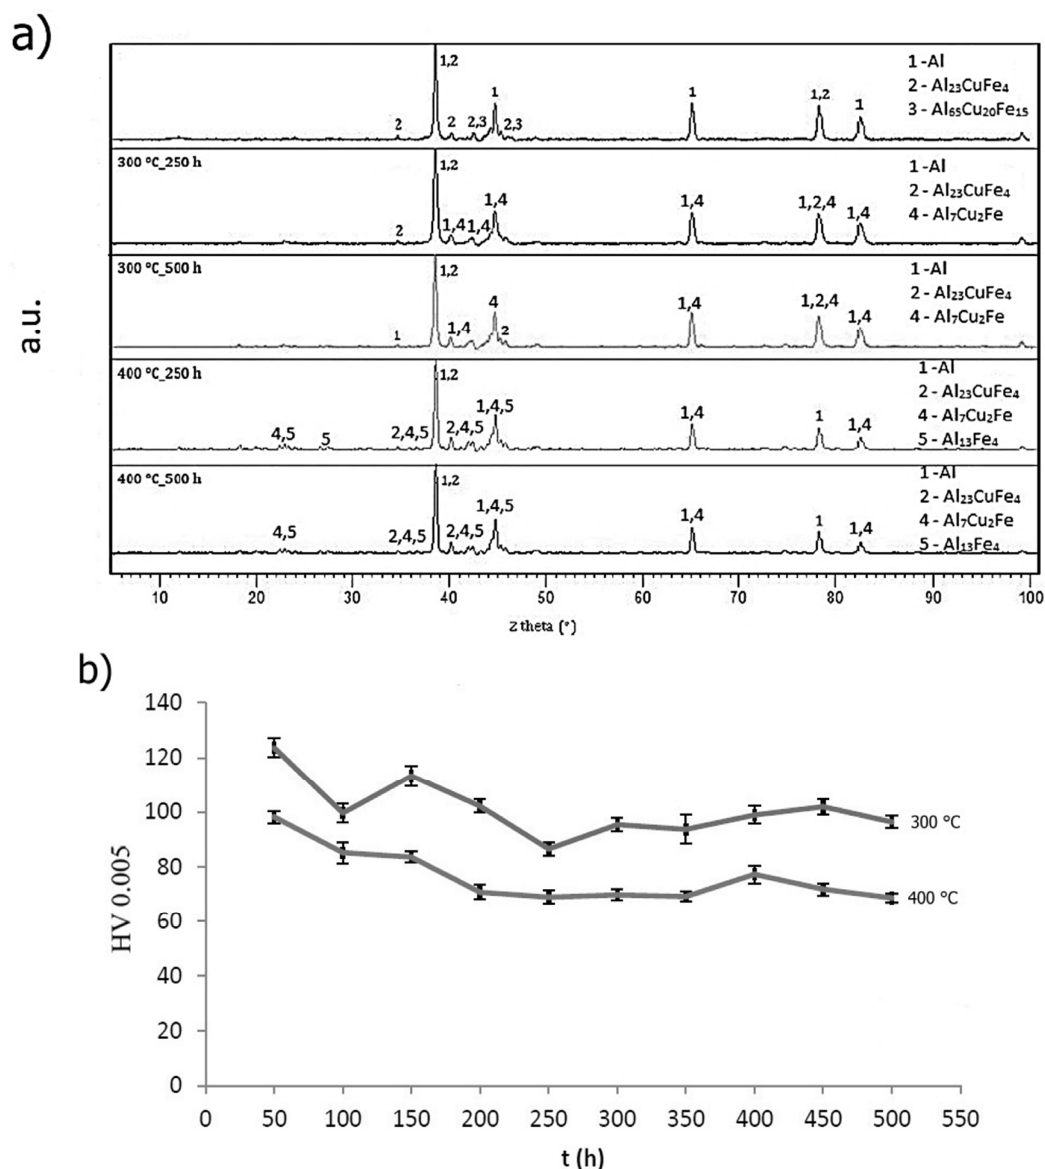 a)
a.u.
1,2
2
2
2,3
1
2,3
1
1,2
1
1 -Al
2 - Al₂₃CuFe₄
3 - Al₆₅Cu₂₀Fe₁₅
300 °C_250 h
1,2
2
1,4
1,4
1,4
1,4
1,2,4
1,4
1 -Al
2 - Al₂₃CuFe₄
4 - Al₇Cu₂Fe
300 °C_500 h
1,2
1
1,4
4
2
1,4
1,2,4
1,4
1 -Al
2 - Al₂₃CuFe₄
4 - Al₇Cu₂Fe
400 °C_250 h
1,2
4,5
5
2,4,5
2,4,5
1,4,5
1,4
1
1,4
1 -Al
2 - Al₂₃CuFe₄
4 - Al₇Cu₂Fe
5 - Al₁₃Fe₄
400 °C_500 h
1,2
4,5
2,4,5
2,4,5
1,4,5
1,4
1
1,4
1 -Al
2 - Al₂₃CuFe₄
4 - Al₇Cu₂Fe
5 - Al₁₃Fe₄
10 20 30 40 50 60 70 80 90 100
2 theta (°)
b)
HV 0.005
140
120
100
80
60
40
20
0
300 °C
400 °C
0 50 100 150 200 250 300 350 400 450 500 550
t (h)